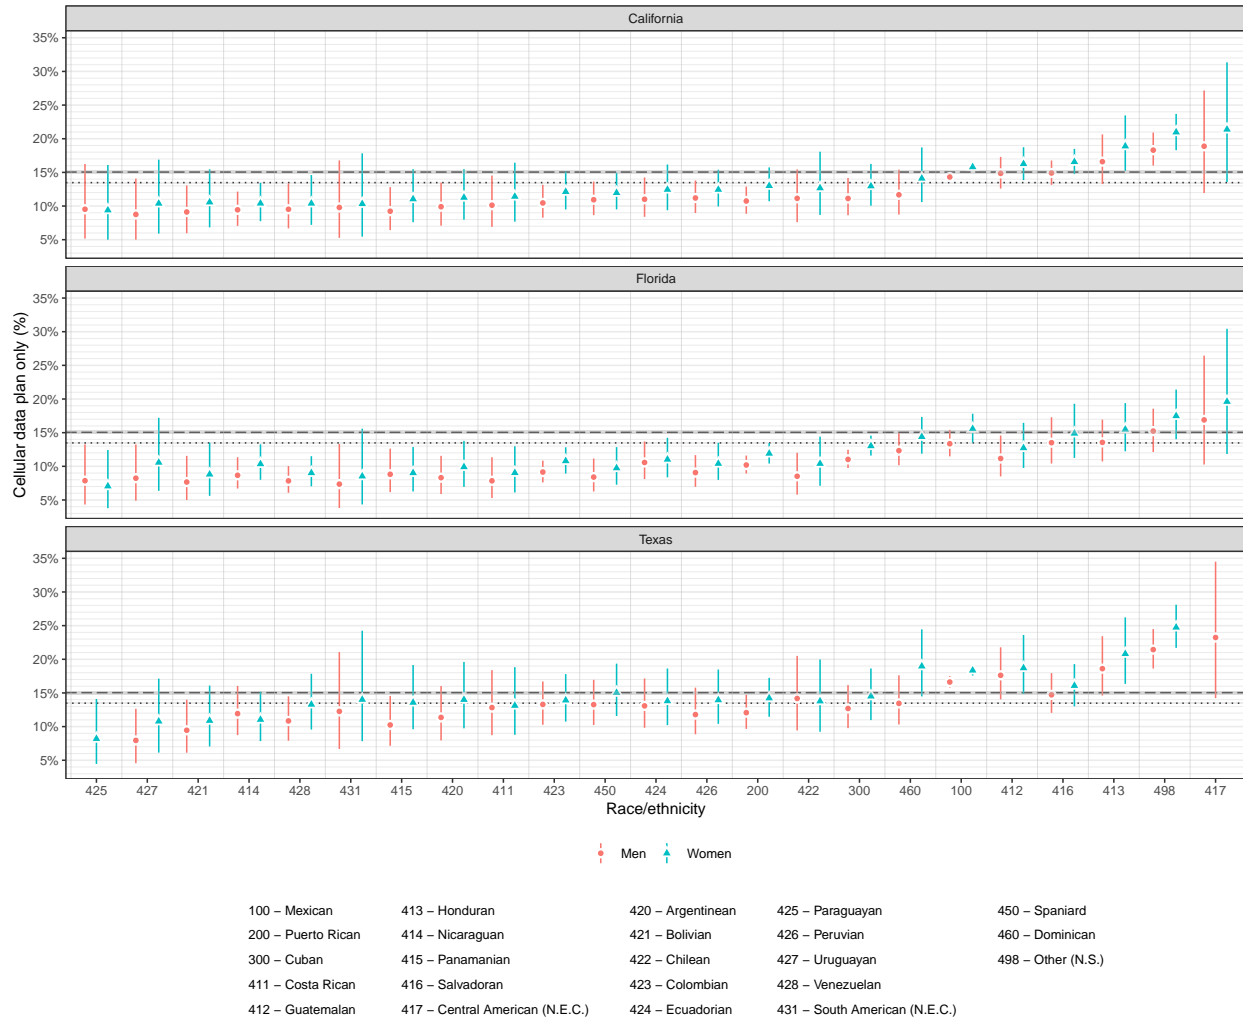 California
35%
30%
25%
20%
15%
10%
5%
Florida
35%
30%
25%
20%
15%
10%
5%
Cellular data plan only (%)
Texas
35%
30%
25%
20%
15%
10%
5%
425 427 421 414 428 431 415 420 411 423 450 424 426 200 422 300 460 100 412 416 413 498 417
Race/ethnicity
Men Women
100 – Mexican 413 – Honduran 420 – Argentinean 425 – Paraguayan 450 – Spaniard
200 – Puerto Rican 414 – Nicaraguan 421 – Bolivian 426 – Peruvian 460 – Dominican
300 – Cuban 415 – Panamanian 422 – Chilean 427 – Uruguayan 498 – Other (N.S.)
411 – Costa Rican 416 – Salvadoran 423 – Colombian 428 – Venezuelan
412 – Guatemalan 417 – Central American (N.E.C.) 424 – Ecuadorian 431 – South American (N.E.C.)